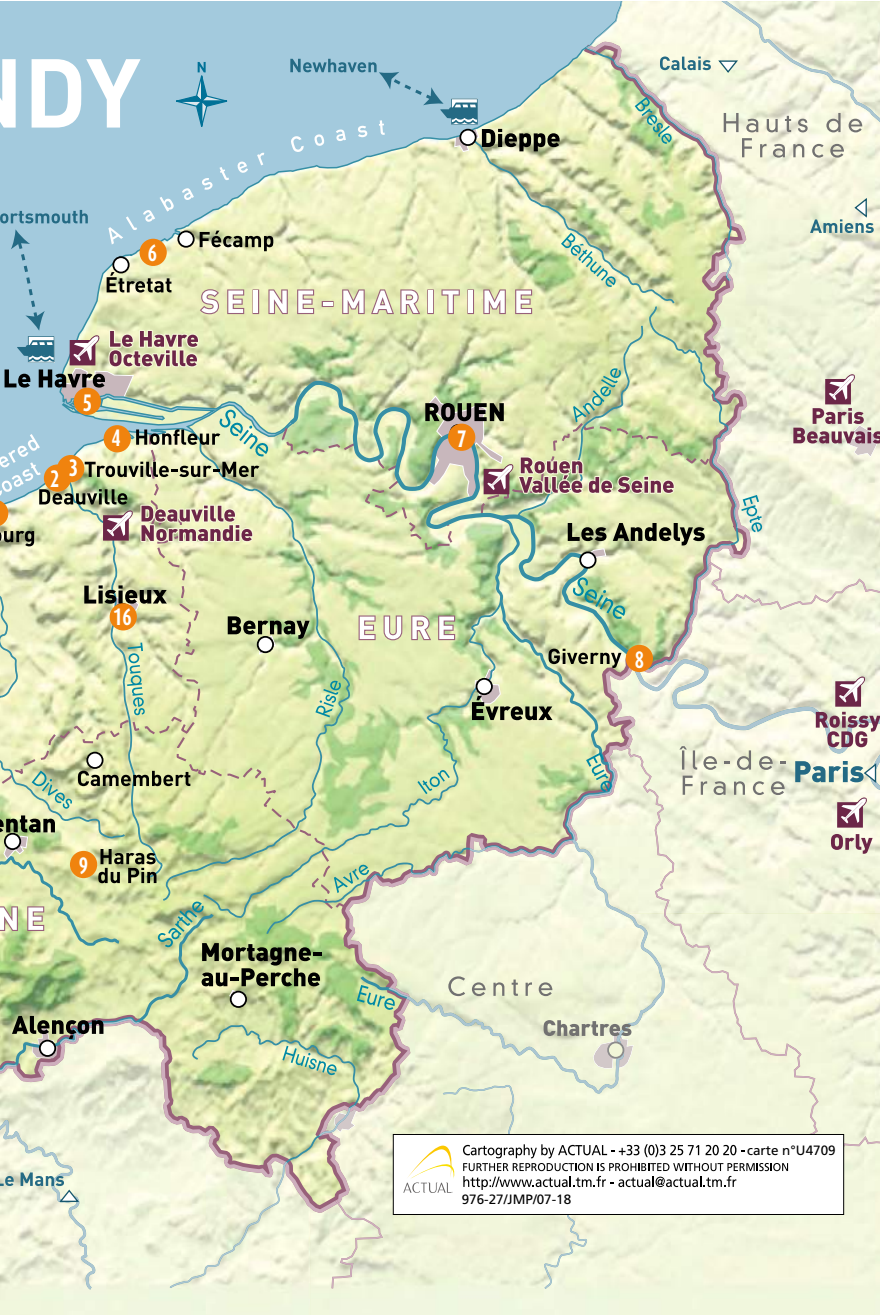 NDY
N
Newhaven
Calais
Bresle
Hauts de
France
Alabaster Coast
Dieppe
ortsmouth
Amiens
Fécamp
6
Étretat
Béthune
SEINE-MARITIME
Le Havre
Octeville
Le Havre
5
Andelle
Paris
Beauvais
ROUEN
7
Seine
4
Honfleur
ered
oast
3
Trouville-sur-Mer
2
Deauville
Rouen
Vallée de Seine
Epte
Deauville
Normandie
ourg
Les Andelys
Lisieux
16
Seine
Bernay
EURE
Giverny
8
Touques
Risle
Évreux
Roissy
CDG
Île-de-
France
Paris
Eure
Camembert
Iton
Dives
entan
Orly
9
Haras
du Pin
Avre
NE
Sarthe
Mortagne-
au-Perche
Eure
Centre
Alençon
Chartres
Huisne
Le Mans
ACTUAL
Cartography by ACTUAL - +33 (0)3 25 71 20 20 - carte n°U4709
FURTHER REPRODUCTION IS PROHIBITED WITHOUT PERMISSION
http://www.actual.tm.fr - actual@actual.tm.fr
976-27/JMP/07-18